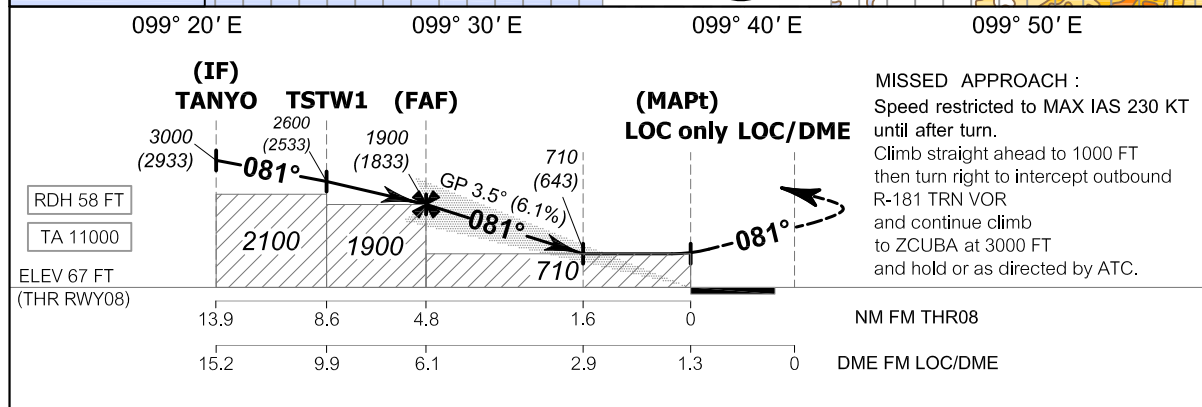 099° 20' E 099° 30' E 099° 40' E 099° 50' E
(IF)
TANYO TSTW1 (FAF)
(MAPt)
LOC only LOC/DME
3000
(2933)
2600
(2533)
1900
(1833)
710
(643)
081°
GP 3.5° (6.1%)
081°
081°
2100
1900
710
RDH 58 FT
TA 11000
ELEV 67 FT
(THR RWY08)
MISSED APPROACH :
Speed restricted to MAX IAS 230 KT
until after turn.
Climb straight ahead to 1000 FT
then turn right to intercept outbound
R-181 TRN VOR
and continue climb
to ZCUBA at 3000 FT
and hold or as directed by ATC.
13.9 8.6 4.8 1.6 0 NM FM THR08
15.2 9.9 6.1 2.9 1.3 0 DME FM LOC/DME